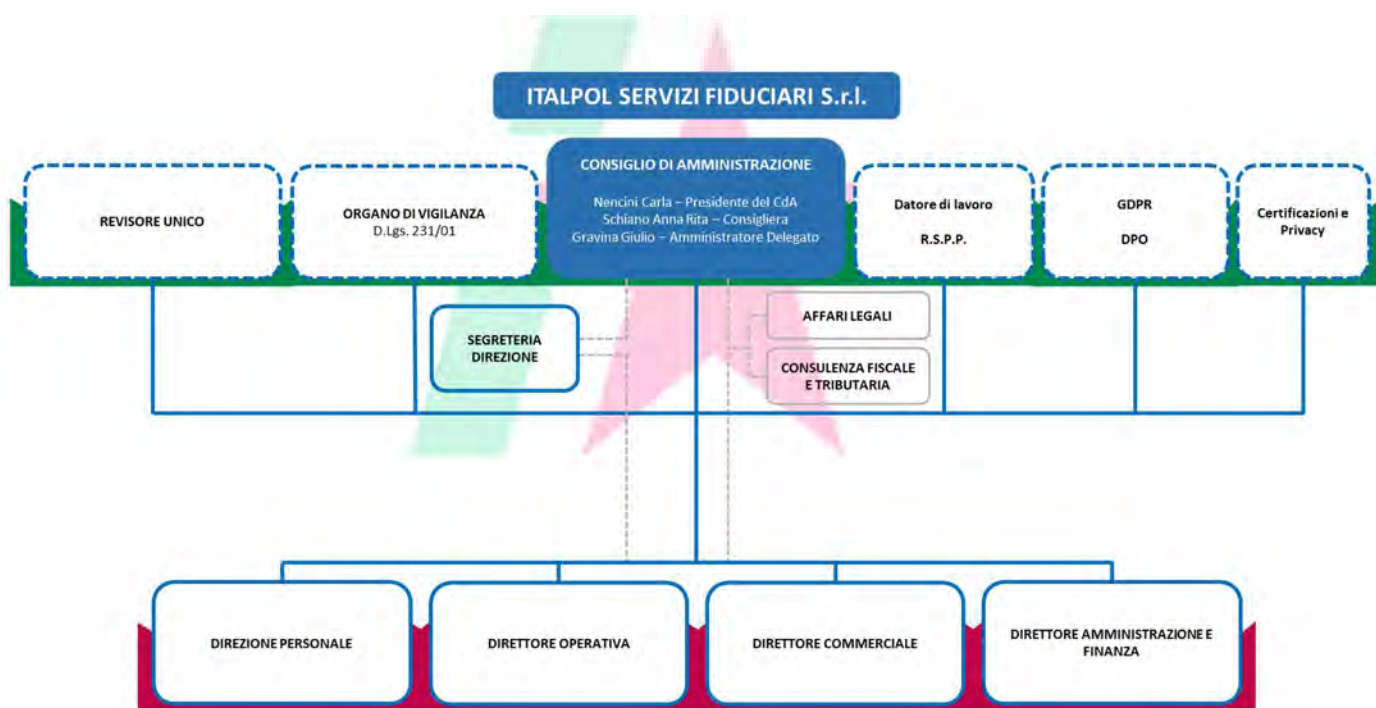 ITALPOL SERVIZI FIDUCIARI S.r.l.
REVISORE UNICO
ORGANO DI VIGILANZA
D.Lgs. 231/01
CONSIGLIO DI AMMINISTRAZIONE
Nencini Carla – Presidente del CdA
Schiano Anna Rita – Consigliera
Gravina Giulio – Amministratore Delegato
Datore di lavoro
R.S.P.P.
GDPR
DPO
Certificazioni e
Privacy
SEGRETERIA
DIREZIONE
AFFARI LEGALI
CONSULENZA FISCALE
E TRIBUTARIA
DIREZIONE PERSONALE
DIRETTORE OPERATIVA
DIRETTORE COMMERCIALE
DIRETTORE AMMINISTRAZIONE E
FINANZA